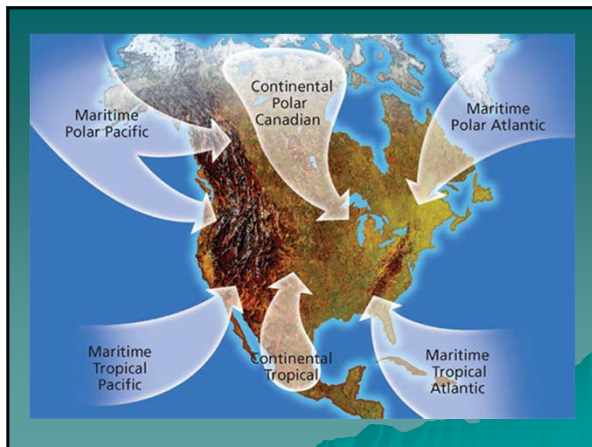 Maritime
Polar Pacific
Continental
Polar
Canadian
Maritime
Polar Atlantic
Maritime
Tropical
Pacific
Continental
Tropical
Maritime
Tropical
Atlantic